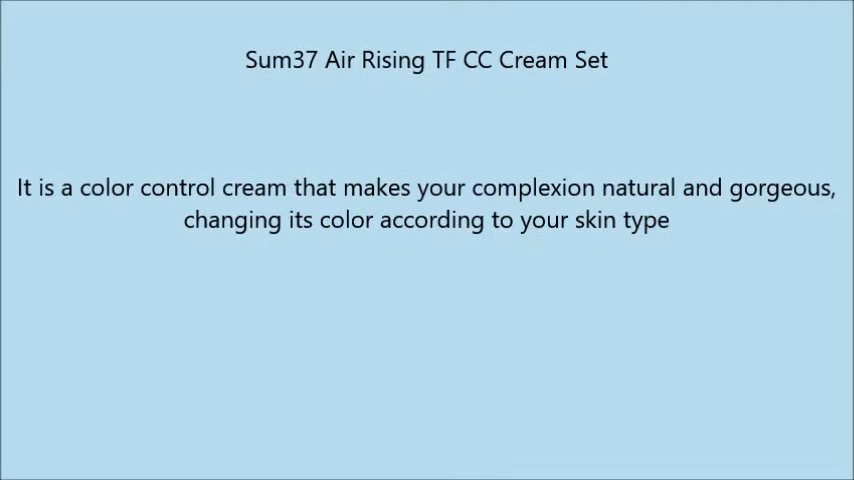 Sum37 Air Rising TF CC Cream Set
It is a color control cream that makes your complexion natural and gorgeous,
changing its color according to your skin type